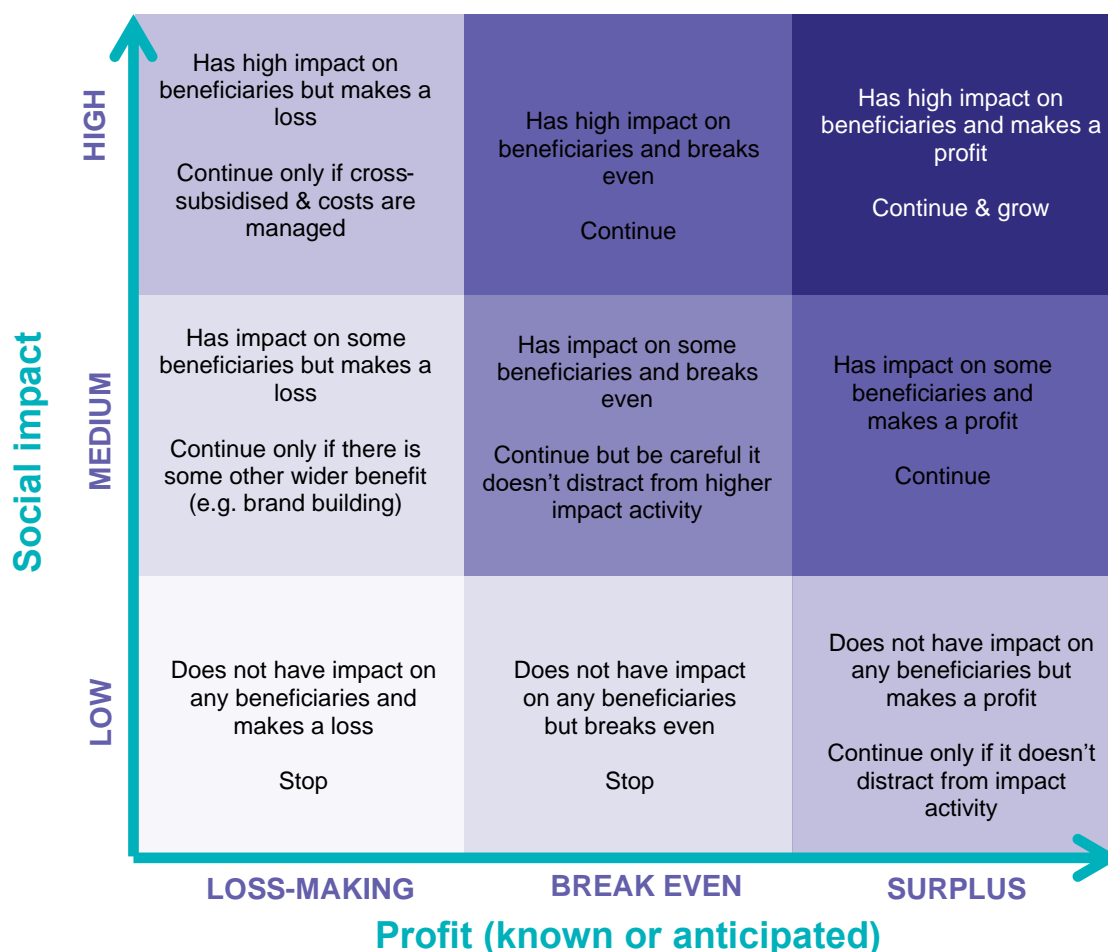 Social impact
HIGH
Has high impact on
beneficiaries but makes a
loss
Continue only if cross-
subsidised & costs are
managed
Has high impact on
beneficiaries and breaks
even
Continue
Has high impact on
beneficiaries and makes a
profit
Continue & grow
MEDIUM
Has impact on some
beneficiaries but makes a
loss
Continue only if there is
some other wider benefit
(e.g. brand building)
Has impact on some
beneficiaries and breaks
even
Continue but be careful it
doesn’t distract from higher
impact activity
Has impact on some
beneficiaries and
makes a profit
Continue
LOW
Does not have impact on
any beneficiaries and
makes a loss
Stop
Does not have impact
on any beneficiaries
but breaks even
Stop
Does not have impact on
any beneficiaries but
makes a profit
Continue only if it doesn’t
distract from impact
activity
LOSS-MAKING
BREAK EVEN
SURPLUS
Profit (known or anticipated)